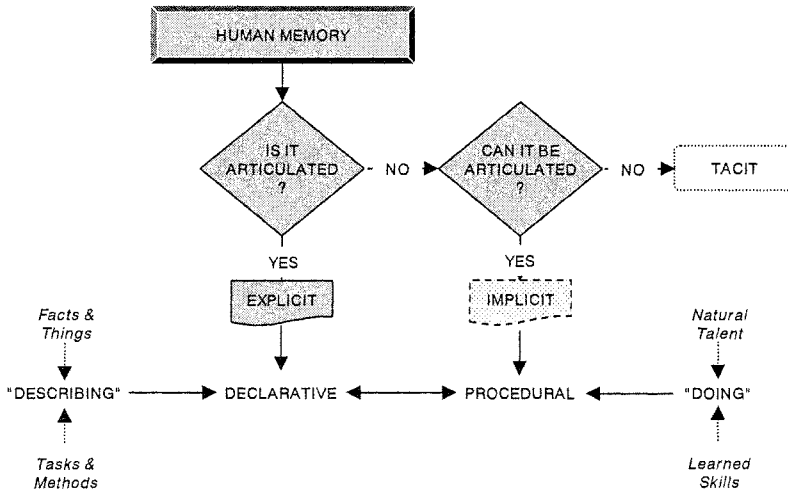 HUMAN MEMORY
IS IT
ARTICULATED
?
NO
CAN IT BE
ARTICULATED
?
NO
TACIT
YES
YES
EXPLICIT
IMPLICIT
Facts &
Things
Natural
Talent
"DESCRIBING"
DECLARATIVE
PROCEDURAL
"DOING"
Tasks &
Methods
Learned
Skills